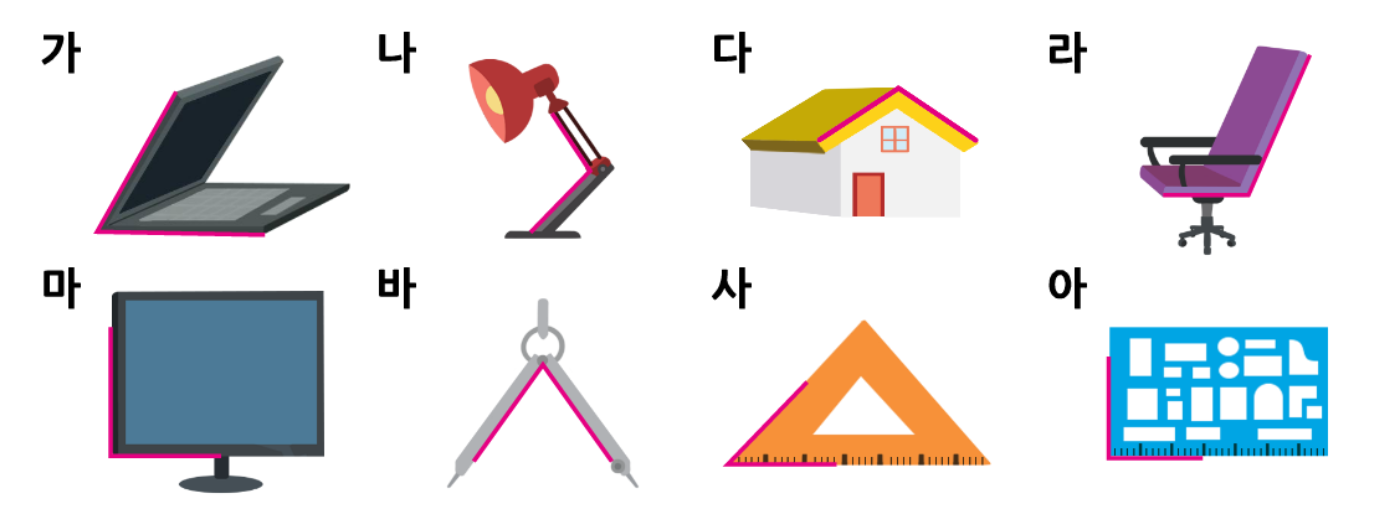 가
나
다
라
마
바
사
아